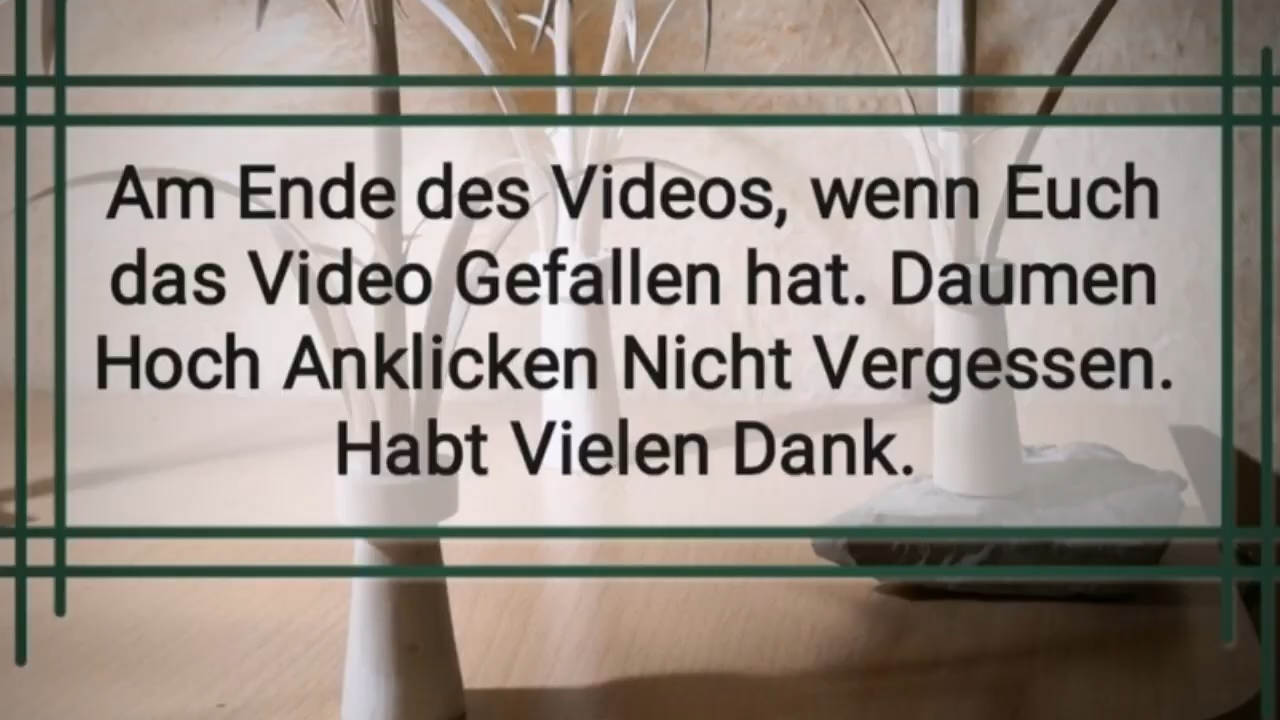 Am Ende des Videos, wenn Euch
das Video Gefallen hat. Daumen
Hoch Anklicken Nicht Vergessen.
Habt Vielen Dank.